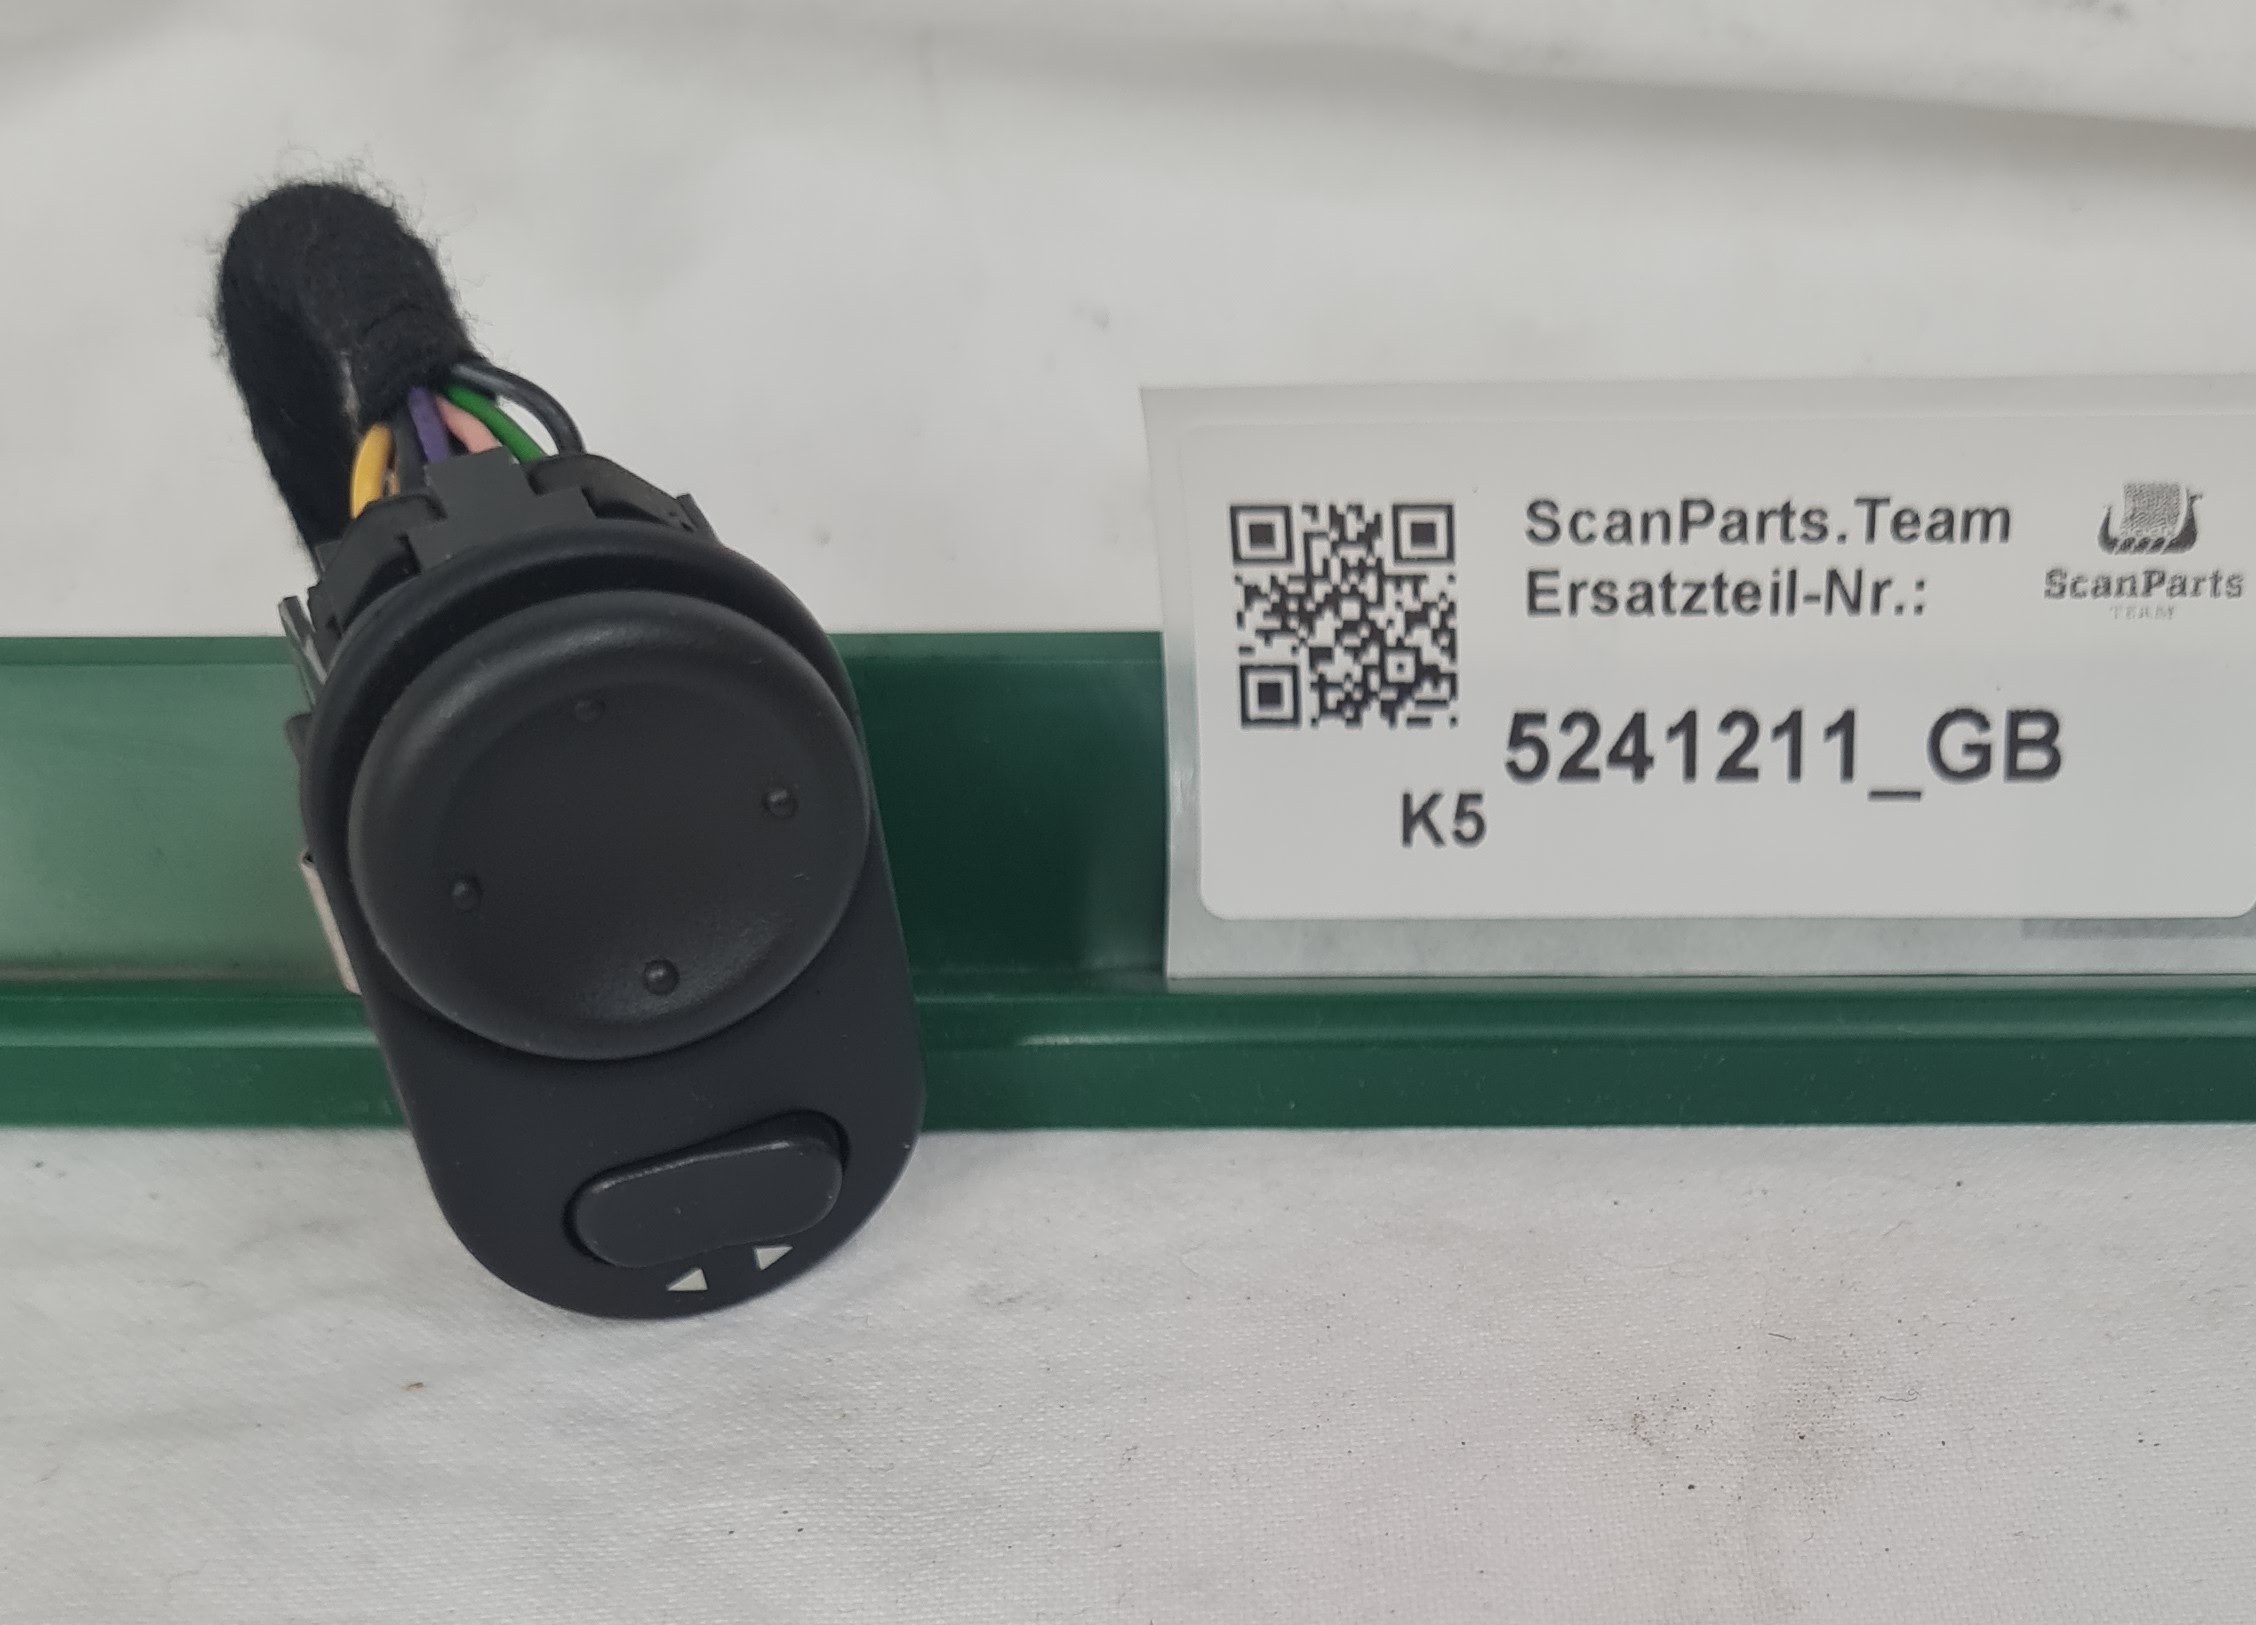 ScanParts.Team
Ersatzteil-Nr.:
ScanParts
TEAM
5241211_GB
K5